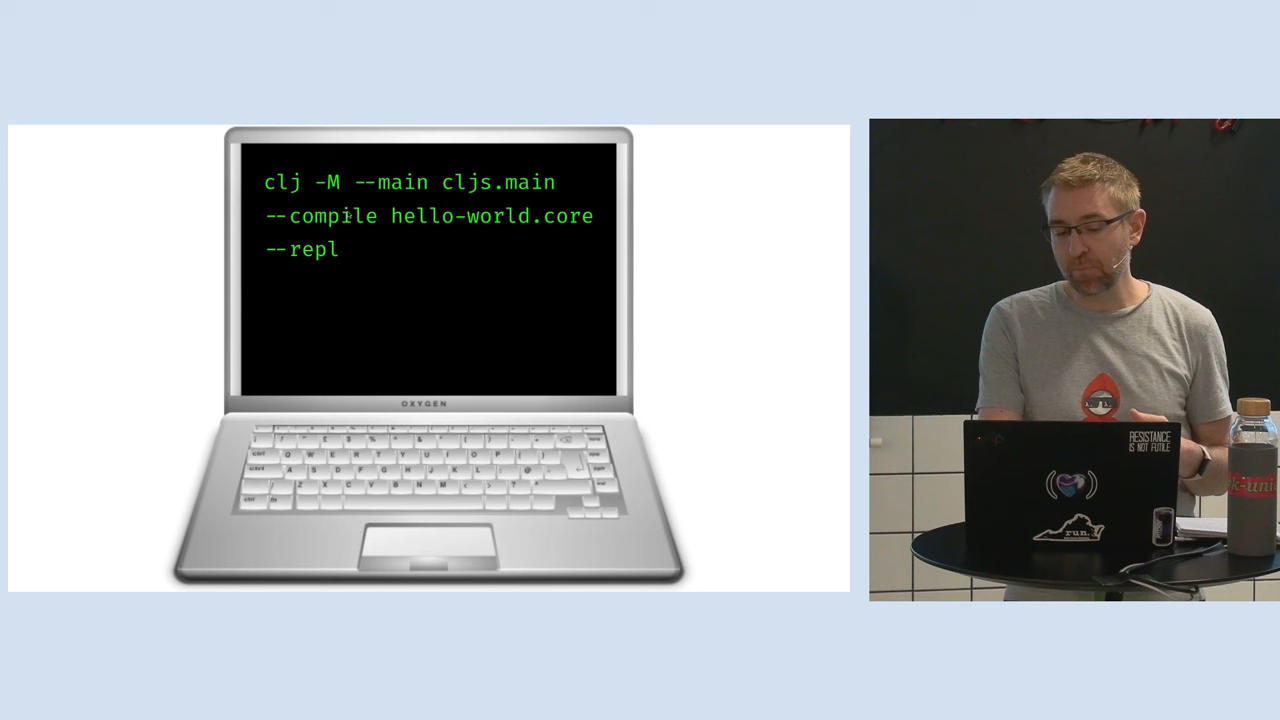 clj -M --main cljs.main
--compile hello-world.core
--repl
OXYGEN
RESISTANCE
IS NOT FUTILE
run.